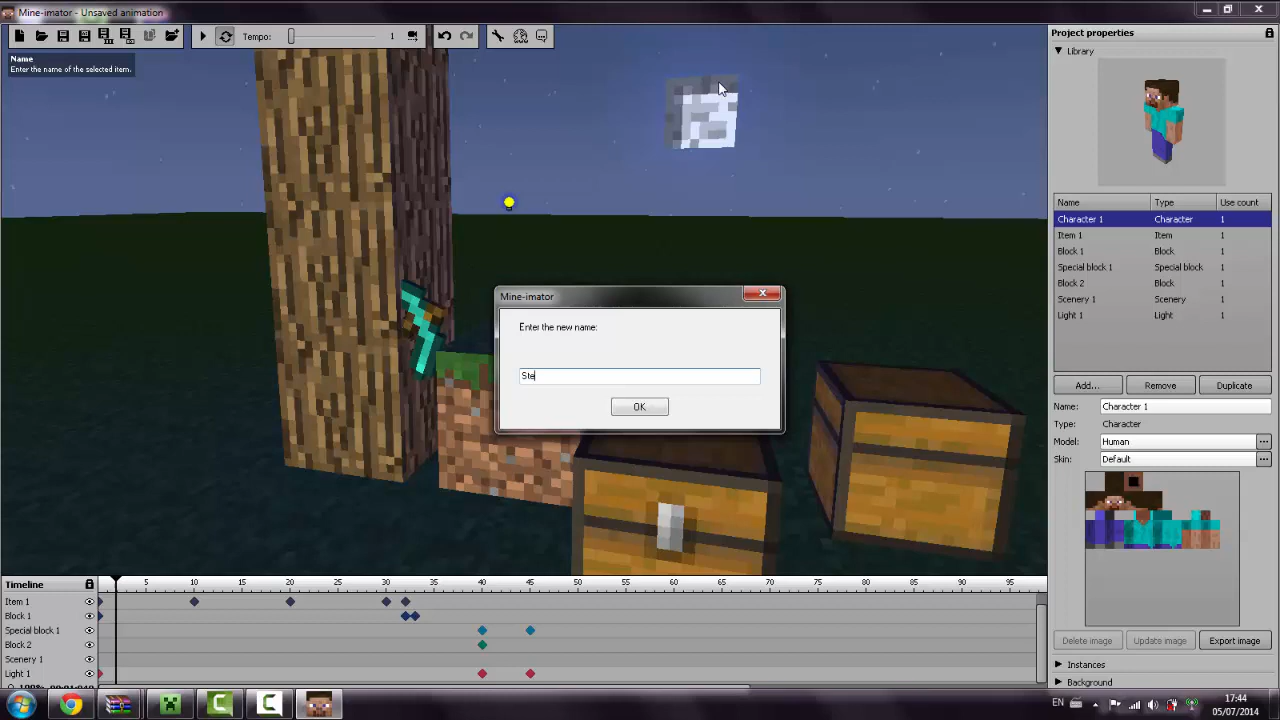 Mine-imator - Unsaved animation
Tempo: 1
Name
Enter the name of the selected item.
Mine-imator
Enter the new name:
Ste
OK
Project properties
Library
Name Type Use count
Character 1 Character 1
Item 1 Item 1
Block 1 Block 1
Special block 1 Special block 1
Block 2 Block 1
Scenery 1 Scenery 1
Light 1 Light 1
Add... Remove Duplicate
Name: Character 1
Type: Character
Model: Human ...
Skin: Default ...
Delete image Update image Export image
Instances
Background
Timeline 5 10 15 20 25 30 35 40 45 50 55 60 65 70 75 80 85 90 95
Item 1
Block 1
Special block 1
Block 2
Scenery 1
Light 1
EN
17:44
05/07/2014